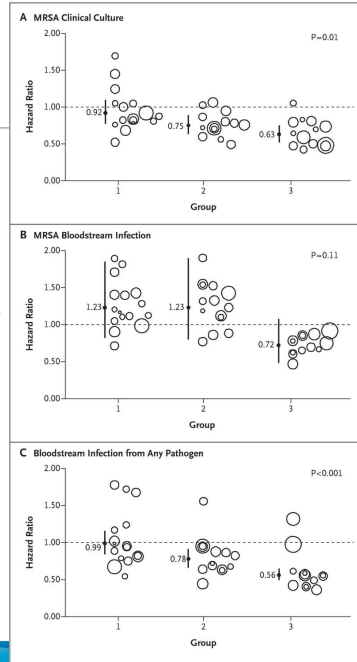 A MRSA Clinical Culture
P=0.01
Hazard Ratio
2.00
1.50
1.00
0.50
0.00
0.92
0.75
0.63
1 2 3
Group
B MRSA Bloodstream Infection
P=0.11
Hazard Ratio
2.00
1.50
1.00
0.50
0.00
1.23
1.23
0.72
1 2 3
Group
C Bloodstream Infection from Any Pathogen
P<0.001
Hazard Ratio
2.00
1.50
1.00
0.50
0.00
0.99
0.78
0.56
1 2 3
Group